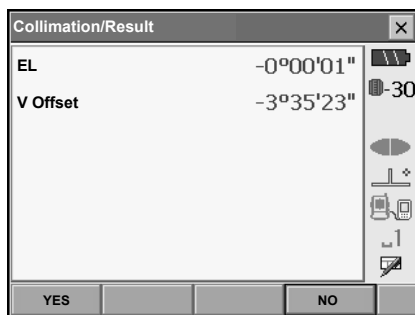 Collimation/Result
EL -0°00'01"
V Offset -3°35'23"
-30
1
YES NO